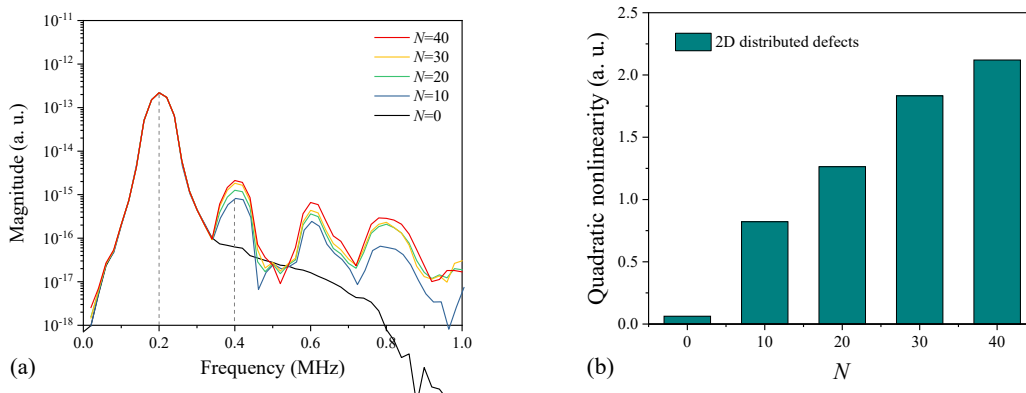 10⁻¹¹
10⁻¹²
10⁻¹³
10⁻¹⁴
10⁻¹⁵
10⁻¹⁶
10⁻¹⁷
10⁻¹⁸
Magnitude (a. u.)
N=40
N=30
N=20
N=10
N=0
0.0 0.2 0.4 0.6 0.8 1.0
Frequency (MHz)
(a)
2.5
2.0
1.5
1.0
0.5
0.0
Quadratic nonlinearity (a. u.)
2D distributed defects
0 10 20 30 40
N
(b)